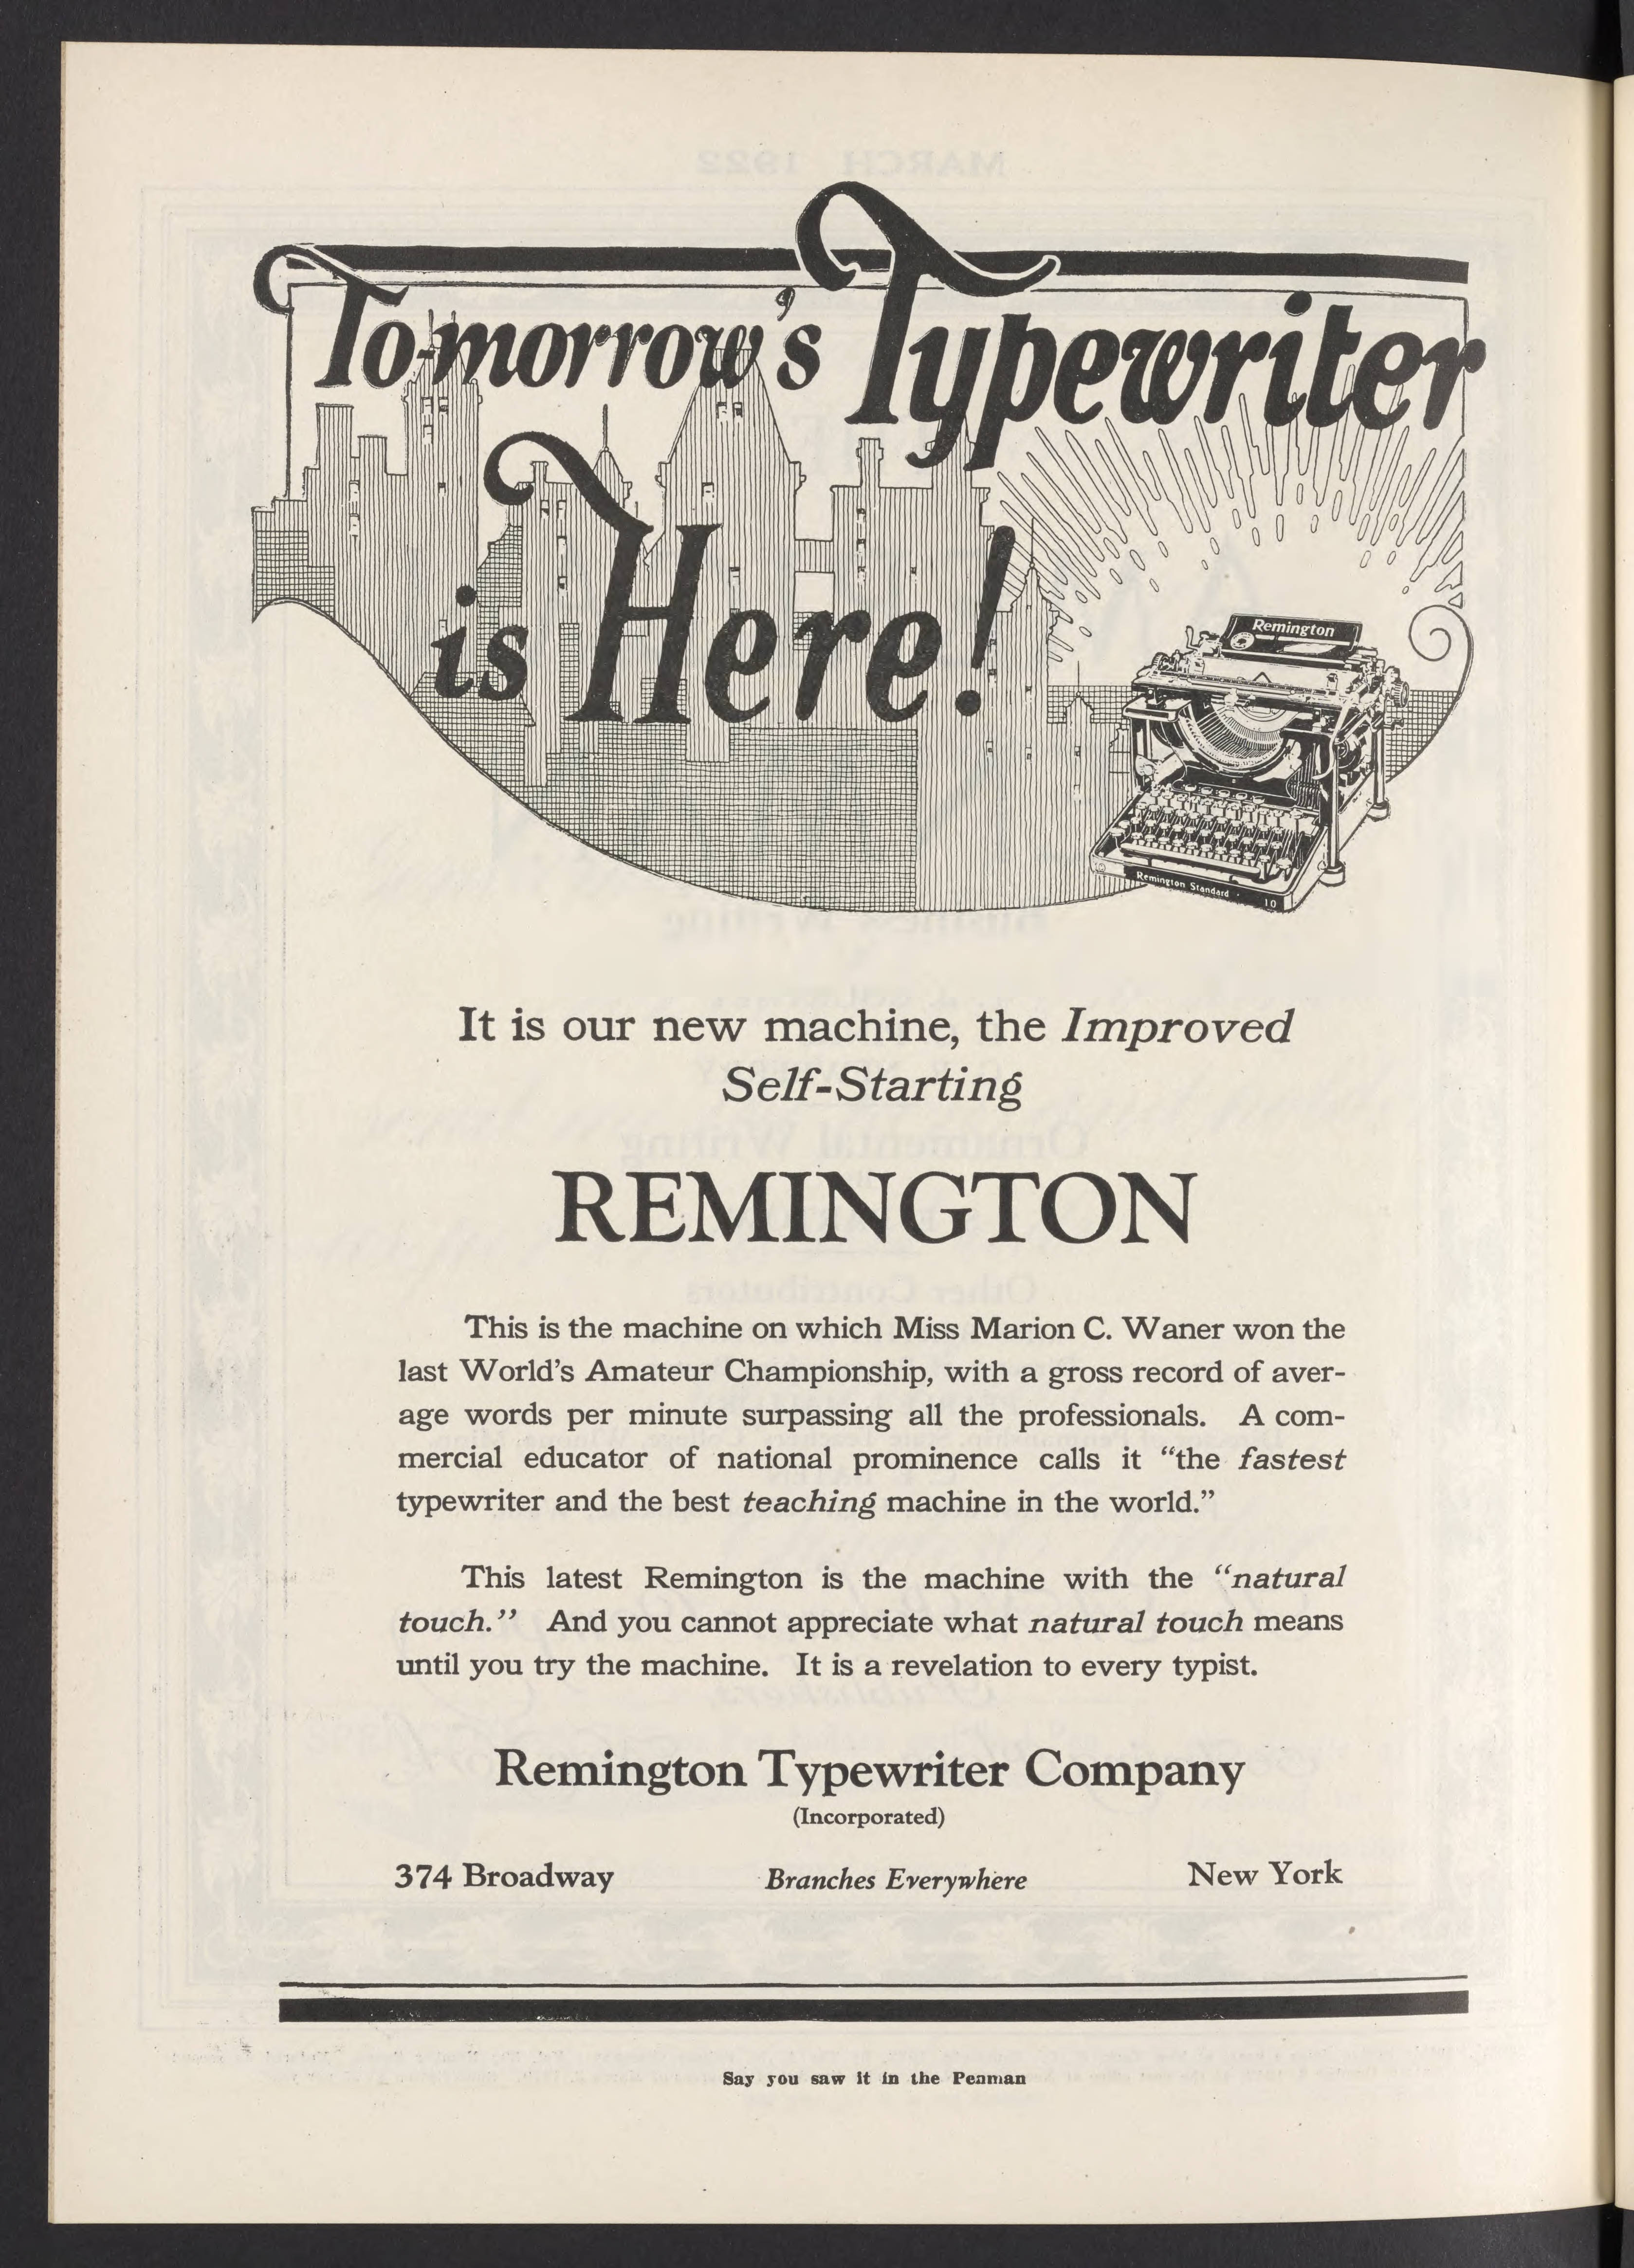 MARCH, 1922
To-morrow's Typewriter
is Here!
Remington
Remington Standard 10
It is our new machine, the Improved
Self-Starting
REMINGTON
This is the machine on which Miss Marion C. Waner won the
last World's Amateur Championship, with a gross record of aver-
age words per minute surpassing all the professionals. A com-
mercial educator of national prominence calls it "the fastest
typewriter and the best teaching machine in the world."
This latest Remington is the machine with the "natural
touch." And you cannot appreciate what natural touch means
until you try the machine. It is a revelation to every typist.
Remington Typewriter Company
(Incorporated)
374 Broadway Branches Everywhere New York
Say you saw it in the Penman